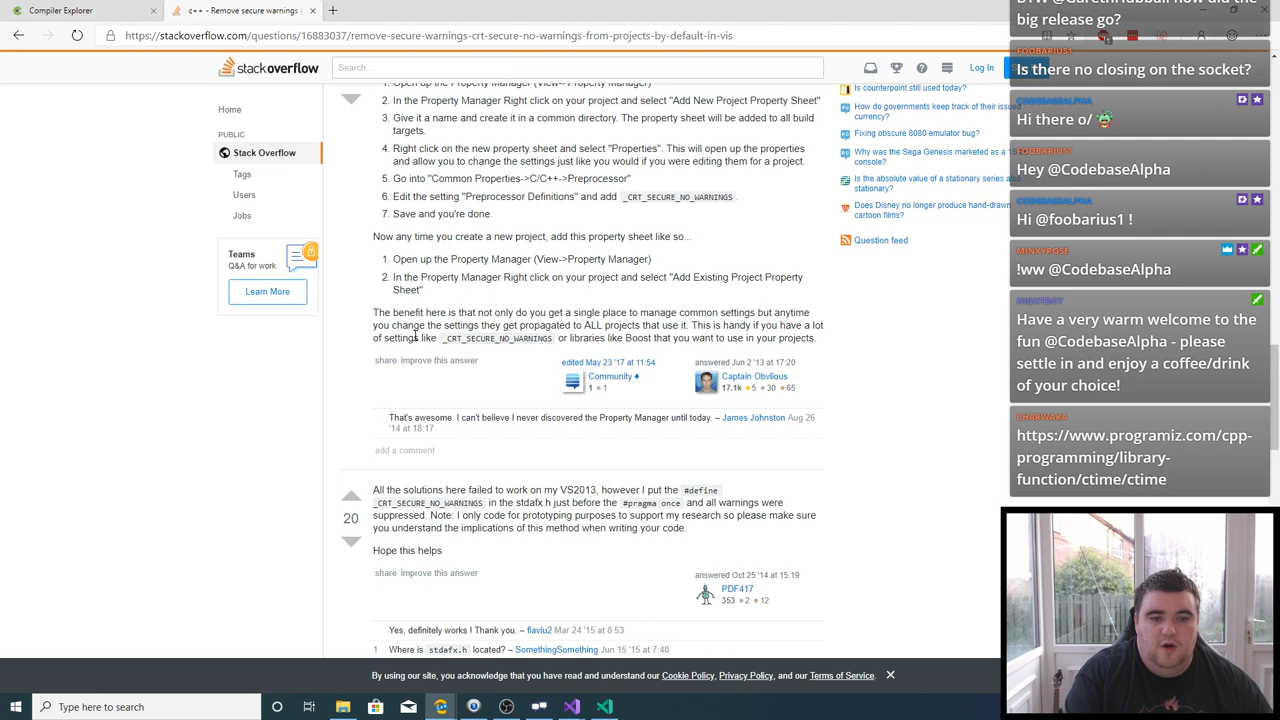 Compiler Explorer
c++ - Remove secure warnings
https://stackoverflow.com/questions/16883037/remove-secure-warnings-crt-secure-no-warnings-from-projects-by-default-in-vis
stack overflow
Search...
Log In
Home
PUBLIC
Stack Overflow
Tags
Users
Jobs
Teams
Q&A for work
Learn More
2. In the Property Manager Right click on your project and select "Add New Project Property Sheet"
3. Give it a name and create it in a common directory. The property sheet will be added to all build
targets.
4. Right click on the new property sheet and select "Properties". This will open up the properties
and allow you to change the settings just like you would if you were editing them for a project.
5. Go into "Common Properties->C/C++->Preprocessor"
6. Edit the setting "Preprocessor Definitions" and add _CRT_SECURE_NO_WARNINGS.
7. Save and you're done.
Now any time you create a new project, add this property sheet like so...
1. Open up the Property Manager (View->Property Manager)
2. In the Property Manager Right click on your project and select "Add Existing Project Property
Sheet"
The benefit here is that not only do you get a single place to manage common settings but anytime
you change the settings they get propagated to ALL projects that use it. This is handy if you have a lot
of settings like _CRT_SECURE_NO_WARNINGS or libraries like Boost that you want to use in your projects.
share improve this answer
edited May 23 '17 at 11:54
Community ♦
1 ● 1
answered Jun 2 '13 at 17:20
Captain Obvlious
17.1k ● 5 ● 30 ● 65
That's awesome. I can't believe I never discovered the Property Manager until today. – James Johnston Aug 26
'14 at 18:17
add a comment
20
All the solutions here failed to work on my VS2013, however I put the #define
_CRT_SECURE_NO_WARNINGS in the stdafx.h just before the #pragma once and all warnings were
suppressed. Note: I only code for prototyping purposes to support my research so please make sure
you understand the implications of this method when writing your code.
Hope this helps
share improve this answer
answered Oct 25 '14 at 15:19
PDF417
353 ● 2 ● 12
Yes, definitely works ! Thank you. – flaviu2 Mar 24 '15 at 8:53
1 Where is stdafx.h located? – SomethingSomething Jun 15 '15 at 7:48
Is counterpoint still used today?
How do governments keep track of their issued
currency?
Fixing obscure 8080 emulator bug?
Why was the Sega Genesis marketed as a 16
console?
Is the absolute value of a stationary series also
stationary?
Does Disney no longer produce hand-drawn
cartoon films?
Question feed
big release go?
FOOBARIUS1
Is there no closing on the socket?
CODEBASEALPHA
Hi there o/
FOOBARIUS1
Hey @CodebaseAlpha
CODEBASEALPHA
Hi @foobarius1 !
MINKYROSE
!ww @CodebaseAlpha
NIGHTBOT
Have a very warm welcome to the
fun @CodebaseAlpha - please
settle in and enjoy a coffee/drink
of your choice!
CHARWAKA
https://www.programiz.com/cpp-
programming/library-
function/ctime/ctime
By using our site, you acknowledge that you have read and understand our Cookie Policy, Privacy Policy, and our Terms of Service.
Type here to search